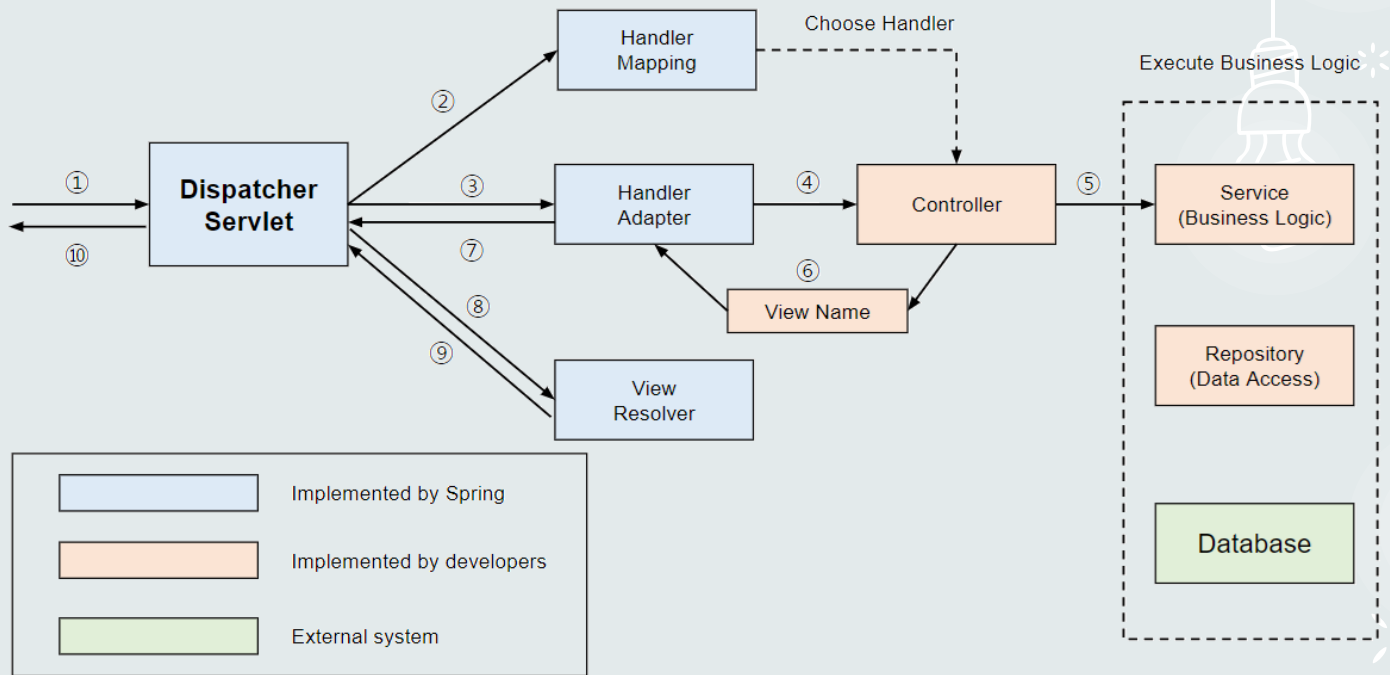 Choose Handler
Handler
Mapping
Execute Business Logic
②
①
Dispatcher
Servlet
③
Handler
Adapter
④
Controller
⑤
Service
(Business Logic)
⑩
⑦
⑥
View Name
⑧
⑨
View
Resolver
Repository
(Data Access)
Implemented by Spring
Implemented by developers
External system
Database